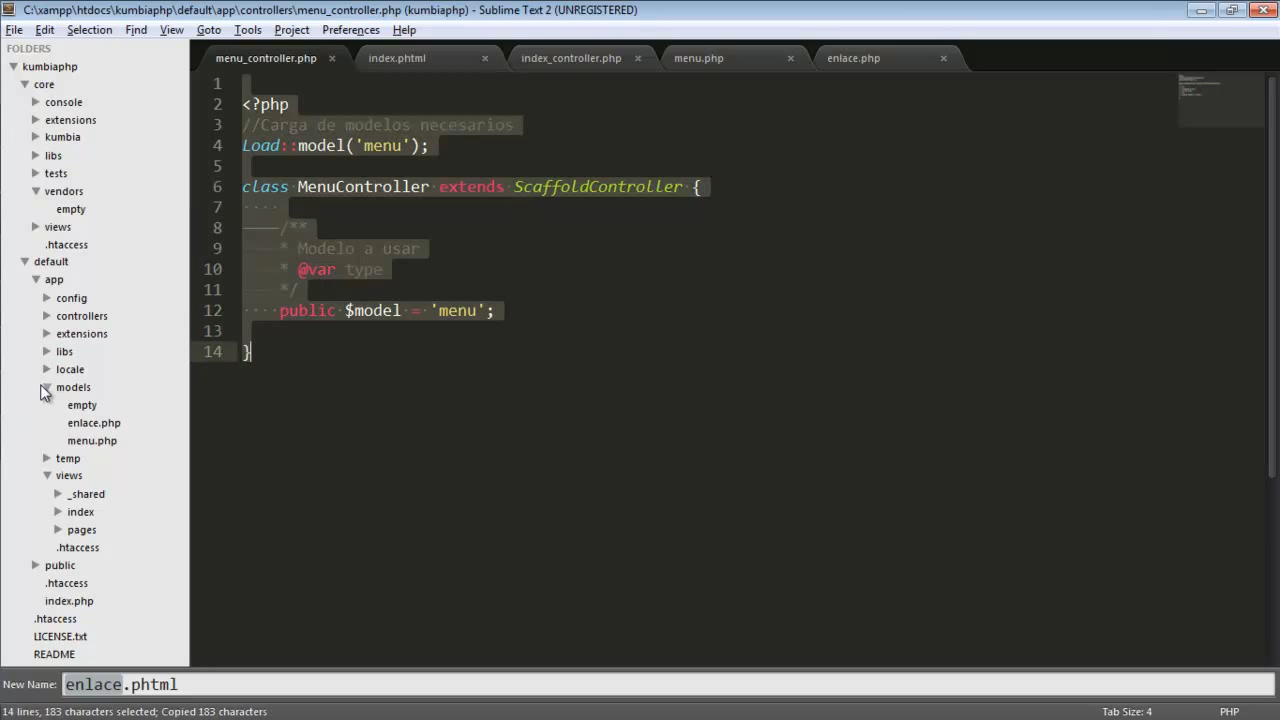 C:\xampp\htdocs\kumbiaphp\default\app\controllers\menu_controller.php (kumbiaphp) - Sublime Text 2 (UNREGISTERED)
File Edit Selection Find View Goto Tools Project Preferences Help
FOLDERS
kumbiaphp
core
console
extensions
kumbia
libs
tests
vendors
empty
views
.htaccess
default
app
config
controllers
extensions
libs
locale
models
empty
enlace.php
menu.php
temp
views
_shared
index
pages
.htaccess
public
.htaccess
index.php
.htaccess
LICENSE.txt
README
menu_controller.php × index.phtml × index_controller.php × menu.php × enlace.php ×
1
2 <?php
3 //Carga de modelos necesarios
4 Load::model('menu');
5
6 class MenuController extends ScaffoldController {
7
8 /**
9 * Modelo a usar
10 * @var type
11 */
12 public $model = 'menu';
13
14 }
New Name: enlace.phtml
14 lines, 183 characters selected; Copied 183 characters Tab Size: 4 PHP